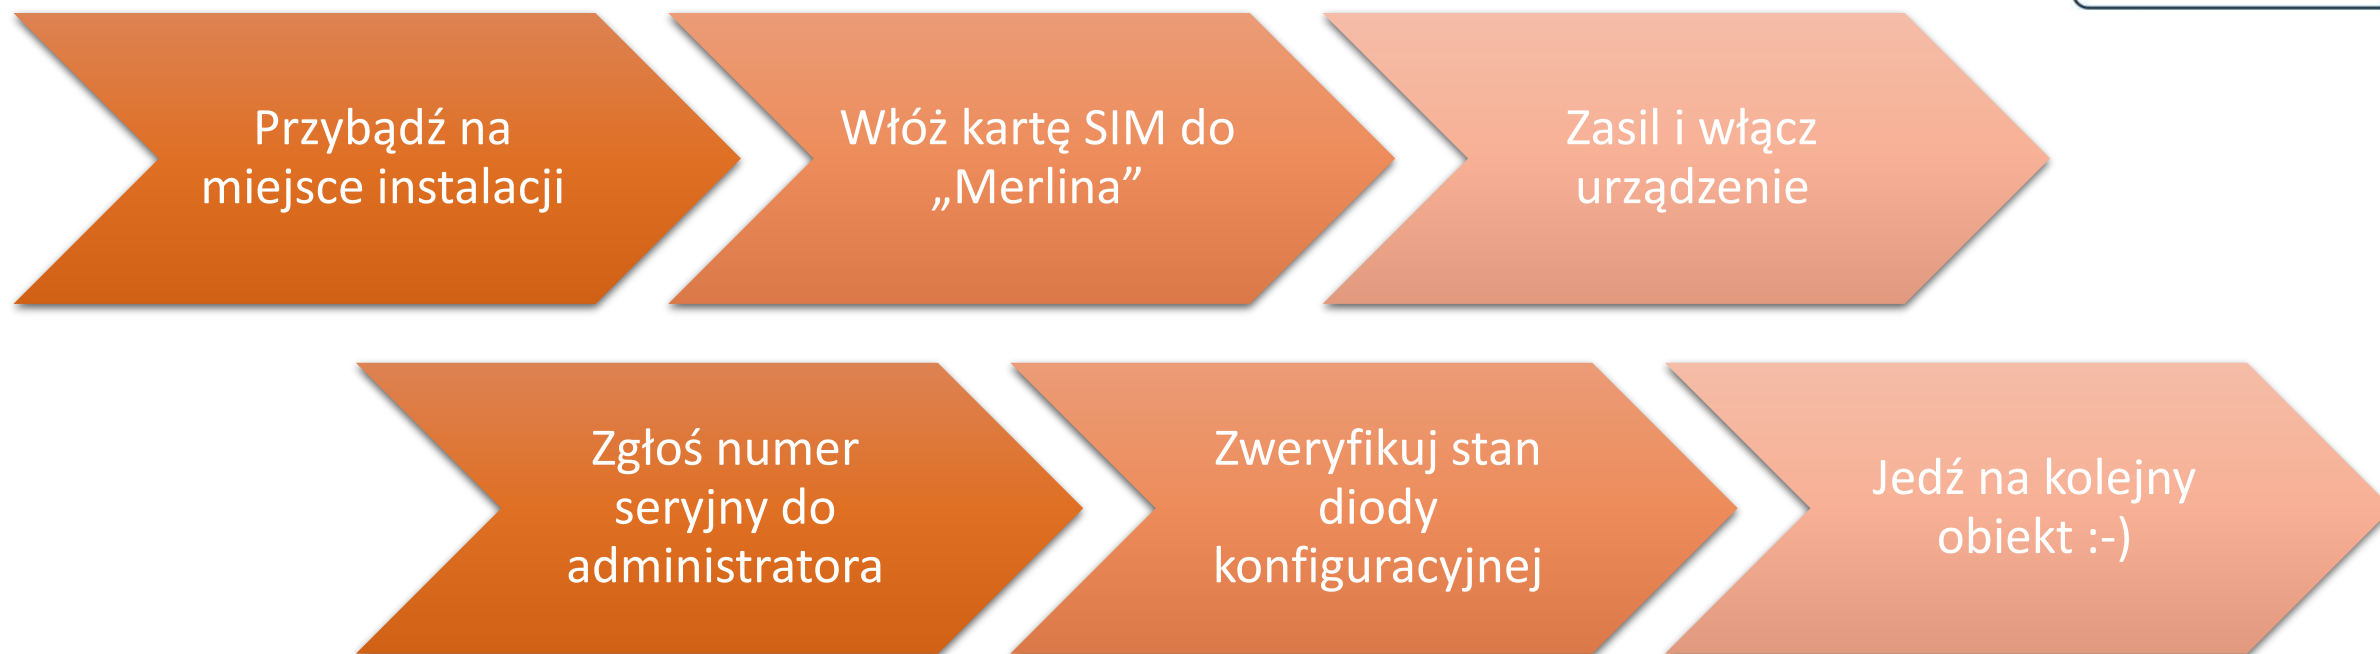 Przybądź na
miejsce instalacji
Włóż kartę SIM do
„Merlina”
Zasil i włącz
urządzenie
Zgłoś numer
seryjny do
administratora
Zweryfikuj stan
diody
konfiguracyjnej
Jedź na kolejny
obiekt :-)